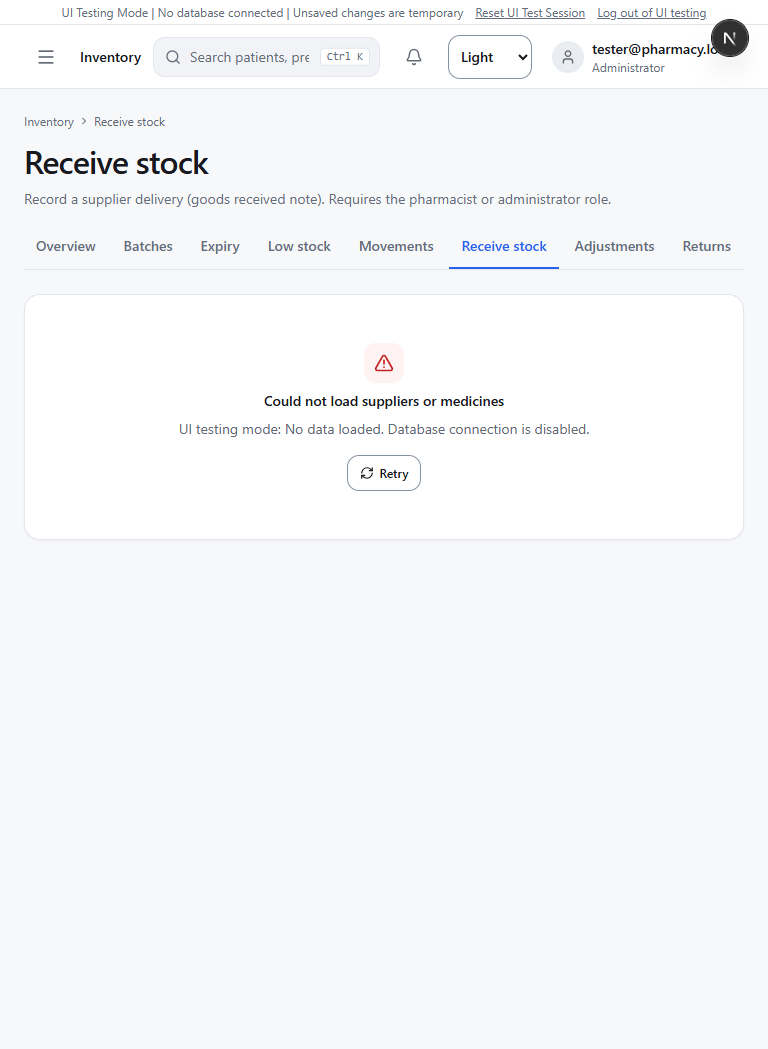 UI Testing Mode | No database connected | Unsaved changes are temporary Reset UI Test Session Log out of UI testing
Inventory Search patients, pre Ctrl K Light tester@pharmacy.lo N
Administrator
Inventory > Receive stock
Receive stock
Record a supplier delivery (goods received note). Requires the pharmacist or administrator role.
Overview Batches Expiry Low stock Movements Receive stock Adjustments Returns
Could not load suppliers or medicines
UI testing mode: No data loaded. Database connection is disabled.
Retry